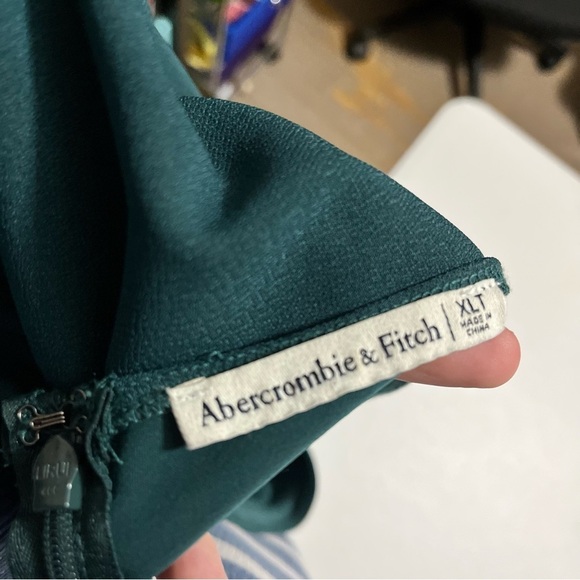 Abercrombie & Fitch
XLT
MADE IN
CHINA